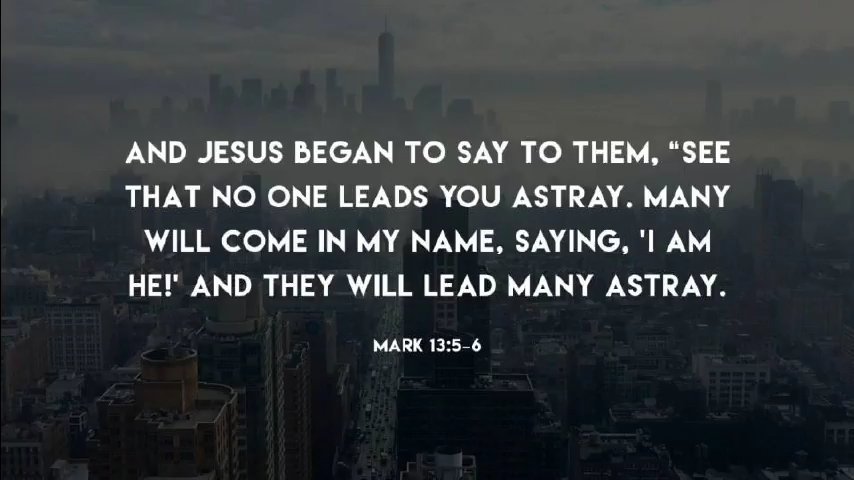 AND JESUS BEGAN TO SAY TO THEM, “SEE
THAT NO ONE LEADS YOU ASTRAY. MANY
WILL COME IN MY NAME, SAYING, 'I AM
HE!' AND THEY WILL LEAD MANY ASTRAY.
MARK 13:5-6